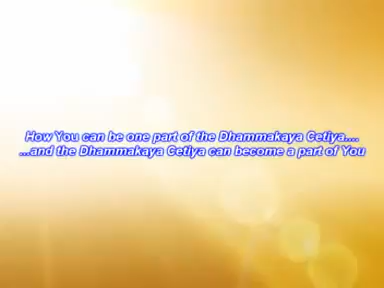 How You can be one part of the Dhammakaya Cetiya....
...and the Dhammakaya Cetiya can become a part of You